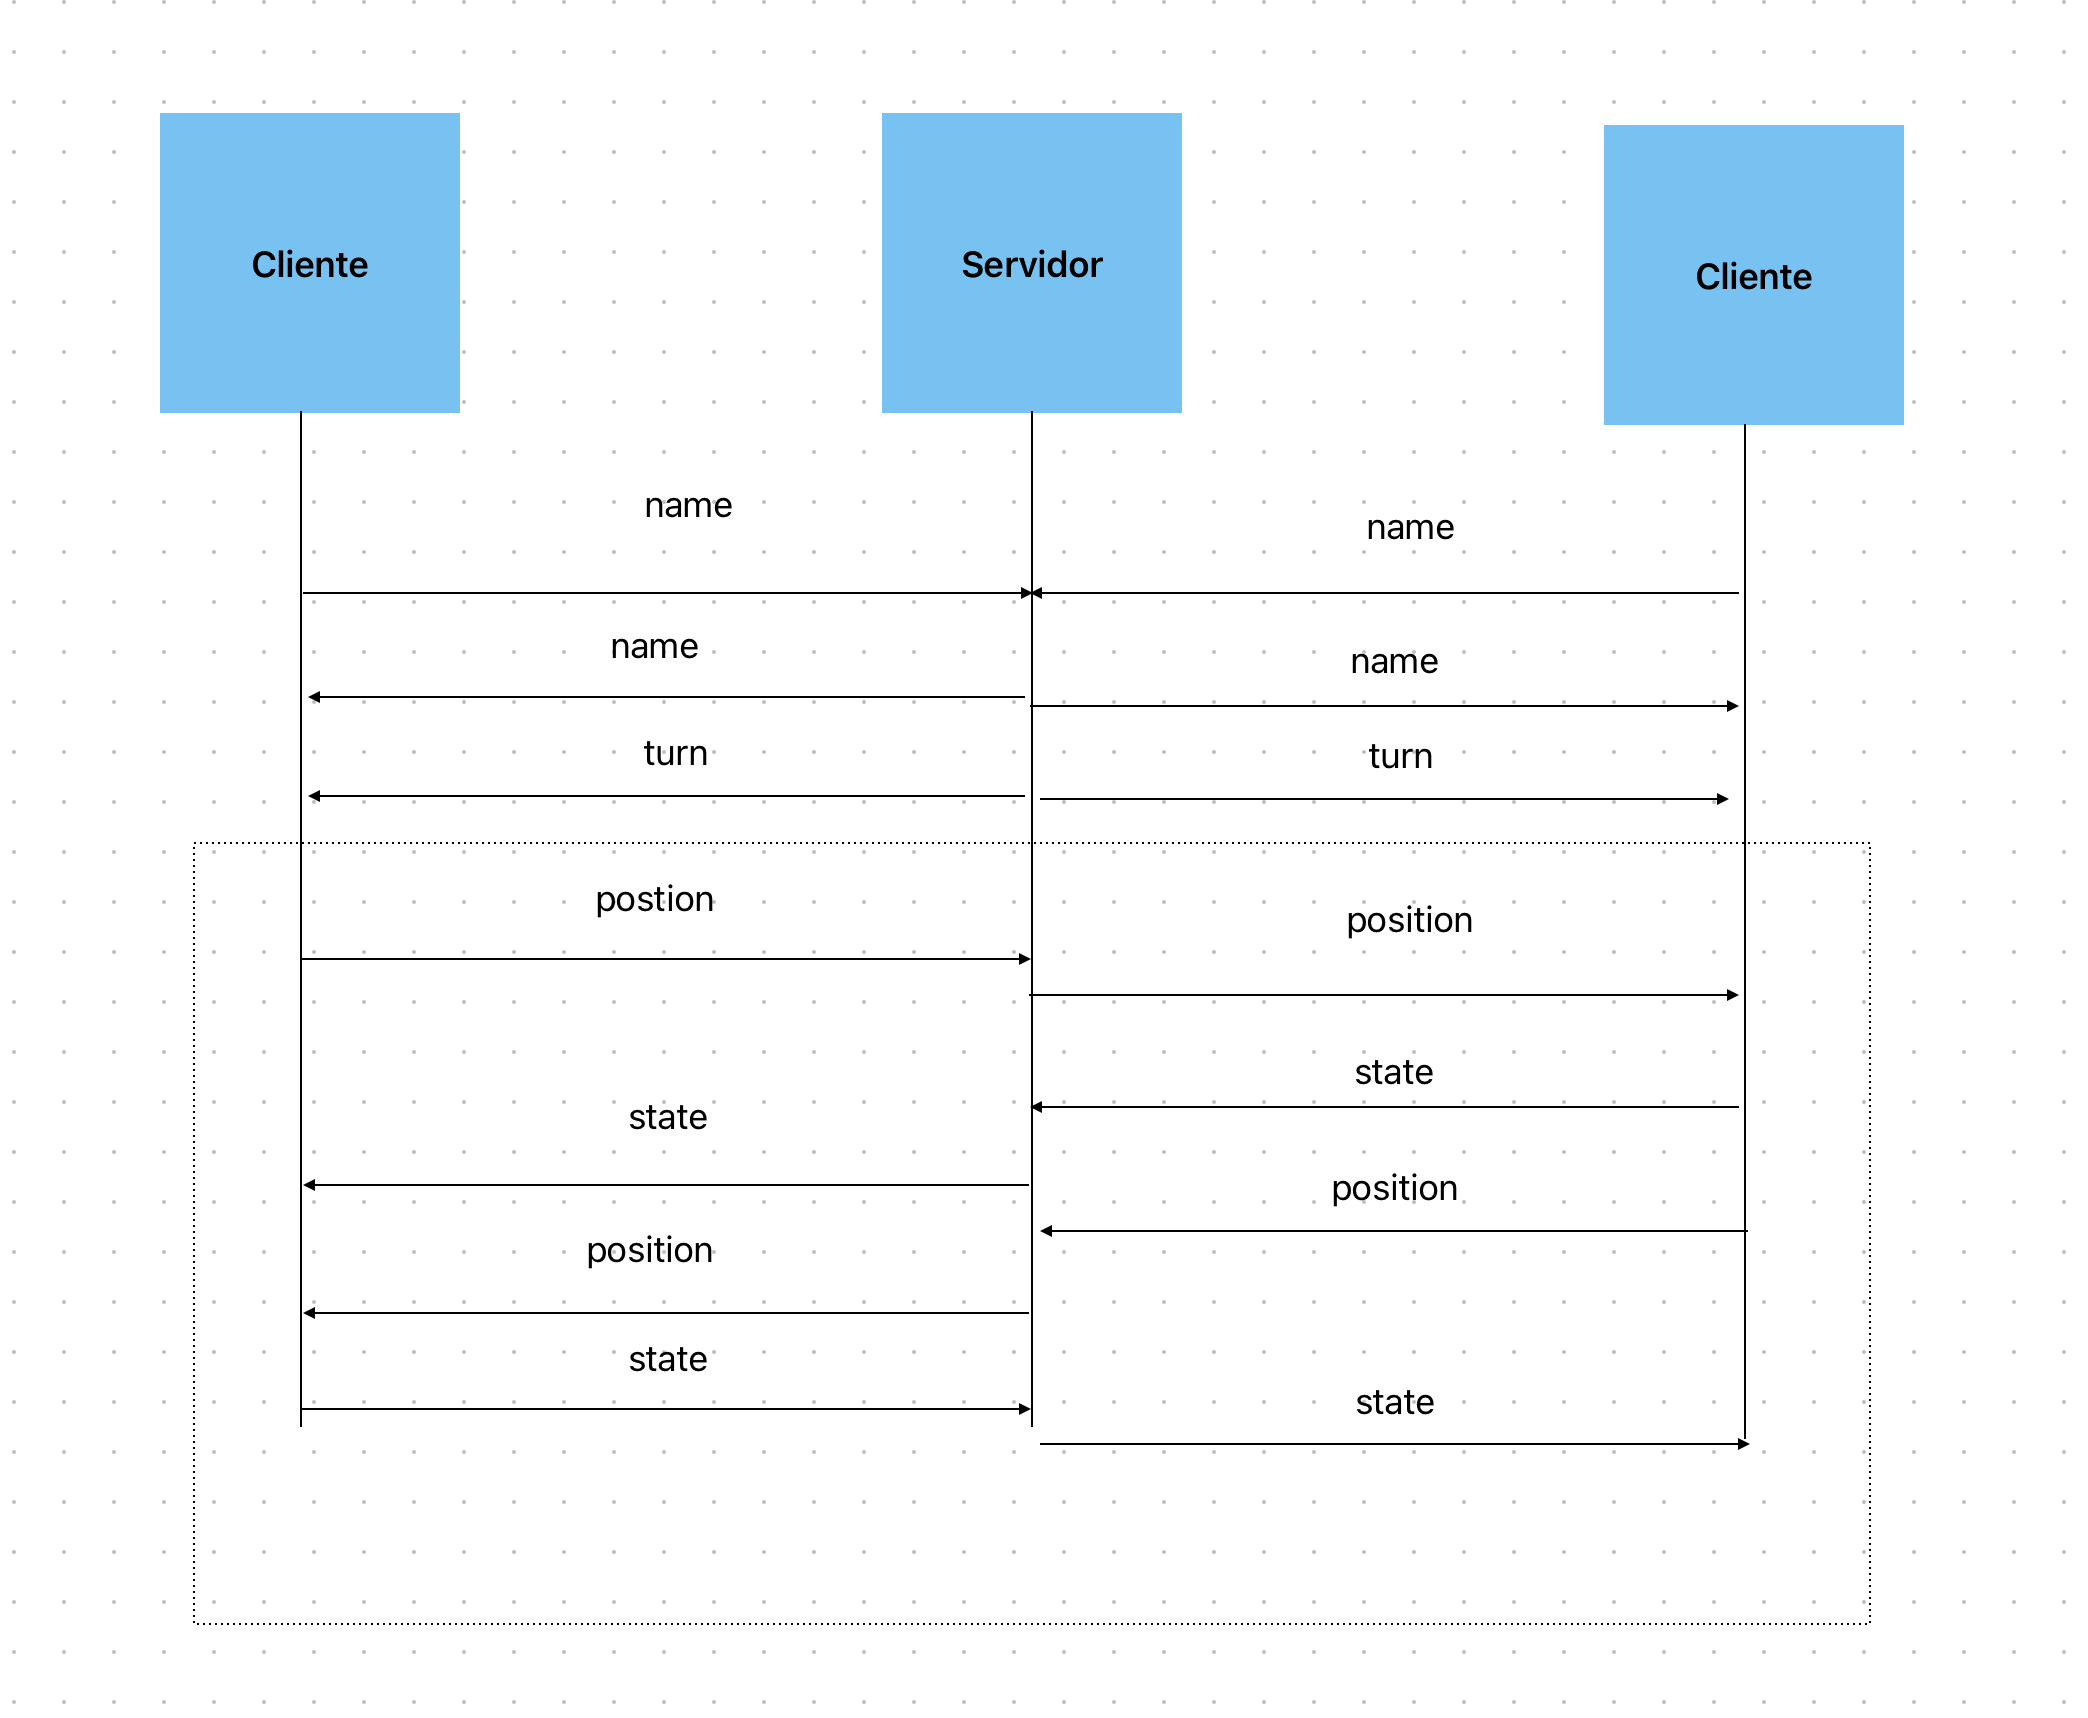 Cliente
Servidor
Cliente
name
name
name
name
turn
turn
postion
position
state
state
position
position
state
state